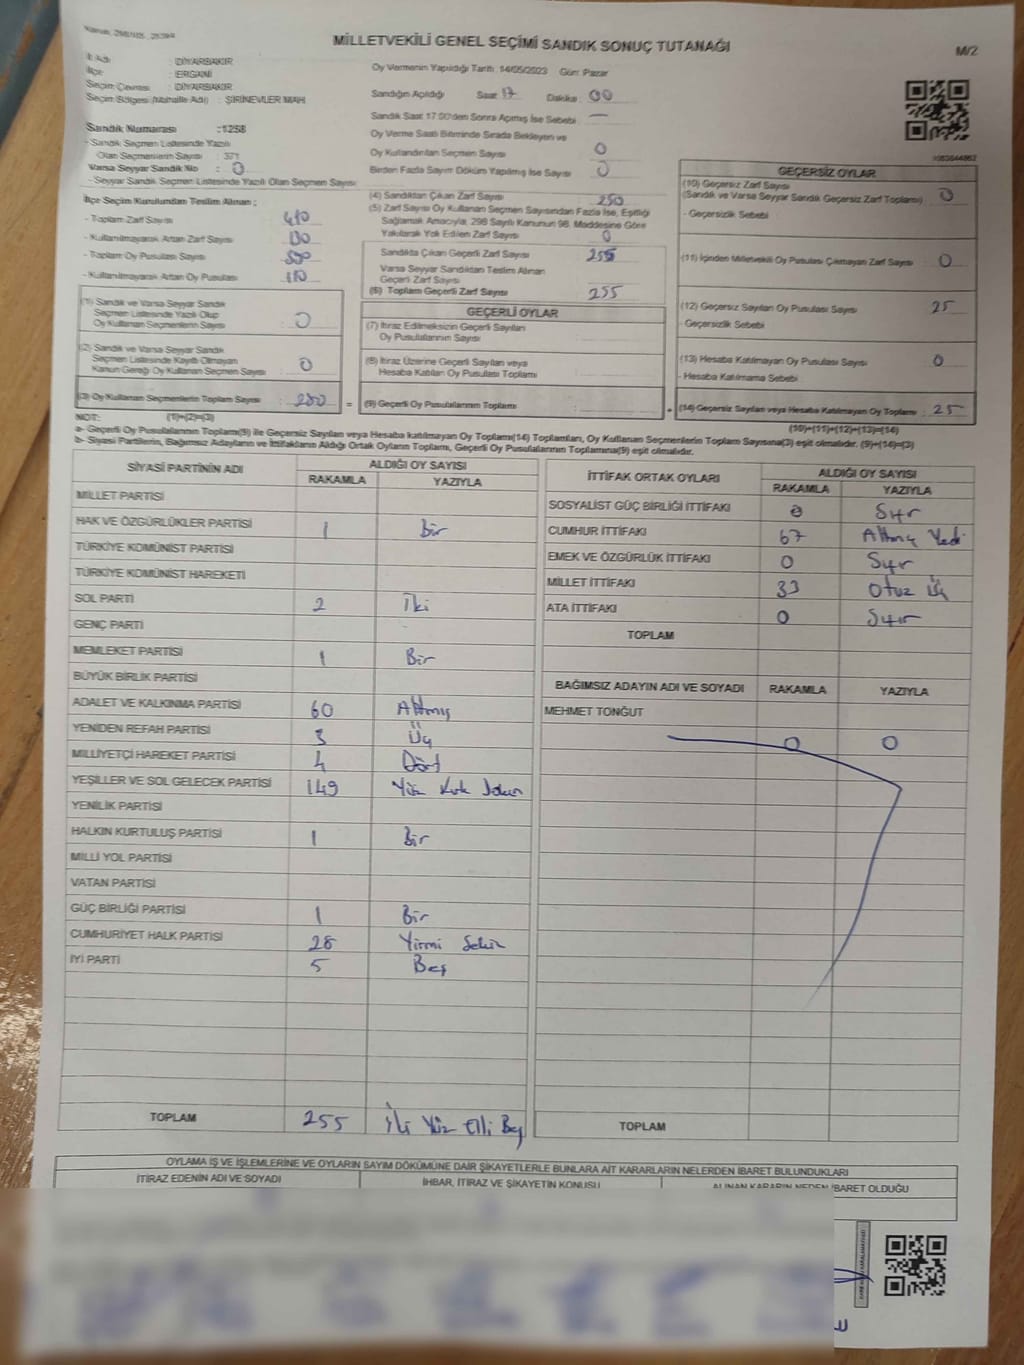 MİLLETVEKİLİ GENEL SEÇİMİ SANDIK SONUÇ TUTANAĞI
M/2
İl Adı : DİYARBAKIR
İlçe : ERGANİ
Seçim Çevresi : DİYARBAKIR
Seçim Bölgesi (Mahalle Adı) : ŞİRİNEVLER MAH
Sandık Numarası : 1258
- Sandık Seçmen Listesinde Yazılı
Olan Seçmenlerin Sayısı : 371
Varsa Seyyar Sandık No : 0
- Seyyar Sandık Seçmen Listesinde Yazılı Olan Seçmen Sayısı :
İlçe Seçim Kurulundan Teslim Alınan ;
- Toplam Zarf Sayısı : 410
- Kullanılmayarak Artan Zarf Sayısı : 130
- Toplam Oy Pusulası Sayısı :
- Kullanılmayarak Artan Oy Pusulası :
(1) Sandık ve Varsa Seyyar Sandık
Seçmen Listesinde Yazılı Olup
Oy Kullanan Seçmenlerin Sayısı : 0
(2) Sandık ve Varsa Seyyar Sandık
Seçmen Listesinde Kayıtlı Olmayan
Kanun Gereği Oy Kullanan Seçmen Sayısı : 0
(3) Oy Kullanan Seçmenlerin Toplam Sayısı : 280 =
Oy Vermenin Yapıldığı Tarih : 14/05/2023 Gün: Pazar
Sandığın Açıldığı Saat: 17 Dakika : 00
Sandık Saat 17:00'den Sonra Açılmış İse Sebebi : —
Oy Verme Saati Bitiminde Sırada Bekleyen ve
Oy Kullandırılan Seçmen Sayısı : 0
Birden Fazla Sayım Döküm Yapılmış İse Sayısı : 0
(4) Sandıktan Çıkan Zarf Sayısı :
(5) Zarf Sayısı Oy Kullanan Seçmen Sayısından Fazla İse, Eşitliği
Sağlamak Amacıyla, 298 Sayılı Kanunun 98. Maddesine Göre
Yakılarak Yok Edilen Zarf Sayısı : 0
Sandıkta Çıkan Geçerli Zarf Sayısı : 255
Varsa Seyyar Sandıktan Teslim Alınan
Geçerli Zarf Sayısı :
(6) Toplam Geçerli Zarf Sayısı : 255
GEÇERLİ OYLAR
(7) İtiraz Edilmeksizin Geçerli Sayılan
Oy Pusulalarının Sayısı :
(8) İtiraz Üzerine Geçerli Sayılan veya
Hesaba Katılan Oy Pusulası Toplamı :
(9) Geçerli Oy Pusulalarının Toplamı : +
GEÇERSİZ OYLAR
(10) Geçersiz Zarf Sayısı
(Sandık ve Varsa Seyyar Sandık Geçersiz Zarf Toplamı) : 0
- Geçersizlik Sebebi
(11) İçinden Milletvekili Oy Pusulası Çıkmayan Zarf Sayısı : 0
(12) Geçersiz Sayılan Oy Pusulası Sayısı : 25
- Geçersizlik Sebebi
(13) Hesaba Katılmayan Oy Pusulası Sayısı : 0
- Hesaba Katılmama Sebebi
(14) Geçersiz Sayılan veya Hesaba Katılmayan Oy Toplamı : 25
NOT: (1)+(2)=(3) (10)+(11)+(12)+(13)=(14)
a- Geçerli Oy Pusulaları Toplamı(9) ile Geçersiz Sayılan veya Hesaba katılmayan Oy Toplamı(14) Toplamları, Oy Kullanan Seçmenlerin Toplam Sayısına(3) eşit olmalıdır. (9)+(14)=(3)
b- Siyasi Partilerin, Bağımsız Adayların ve İttifakların Aldığı Ortak Oyların Toplamı, Geçerli Oy Pusulalarının Toplamına(9) eşit olmalıdır.
SİYASİ PARTİNİN ADI ALDIĞI OY SAYISI
RAKAMLA YAZIYLA
MİLLET PARTİSİ
HAK VE ÖZGÜRLÜKLER PARTİSİ 1 Bir
TÜRKİYE KOMÜNİST PARTİSİ
TÜRKİYE KOMÜNİST HAREKETİ
SOL PARTİ 2 İki
GENÇ PARTİ
MEMLEKET PARTİSİ 1 Bir
BÜYÜK BİRLİK PARTİSİ
ADALET VE KALKINMA PARTİSİ 60 Altmış
YENİDEN REFAH PARTİSİ 3 Üç
MİLLİYETÇİ HAREKET PARTİSİ 4 Dört
YEŞİLLER VE SOL GELECEK PARTİSİ 149 Yüz Kırk Dokuz
YENİLİK PARTİSİ
HALKIN KURTULUŞ PARTİSİ 1 Bir
MİLLİ YOL PARTİSİ
VATAN PARTİSİ
GÜÇ BİRLİĞİ PARTİSİ 1 Bir
CUMHURİYET HALK PARTİSİ 28 Yirmi Sekiz
İYİ PARTİ 5 Beş
TOPLAM 255 İki Yüz Elli Beş
İTTİFAK ORTAK OYLARI ALDIĞI OY SAYISI
RAKAMLA YAZIYLA
SOSYALİST GÜÇ BİRLİĞİ İTTİFAKI 0 Sıfır
CUMHUR İTTİFAKI 67 Altmış Yedi
EMEK VE ÖZGÜRLÜK İTTİFAKI 0 Sıfır
MİLLET İTTİFAKI 33 Otuz Üç
ATA İTTİFAKI 0 Sıfır
TOPLAM
BAĞIMSIZ ADAYIN ADI VE SOYADI RAKAMLA YAZIYLA
MEHMET TONĞUT
0 0
TOPLAM
OYLAMA İŞ VE İŞLEMLERİNE VE OYLARIN SAYIM DÖKÜMÜNE DAİR ŞİKAYETLERLE BUNLARA AİT KARARLARIN NELERDEN İBARET BULUNDUKLARI
İTİRAZ EDENİN ADI VE SOYADI İHBAR, İTİRAZ VE ŞİKAYETİN KONUSU ALINAN KARARIN NEDEN İBARET OLDUĞU